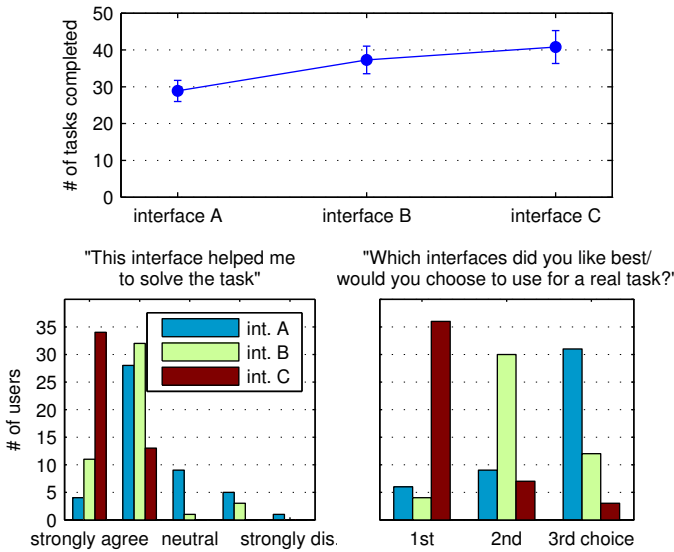 50
40
30
20
10
0
# of tasks completed
interface A interface B interface C
"This interface helped me
to solve the task"
"Which interfaces did you like best/
would you choose to use for a real task?"
35
30
25
20
15
10
5
0
# of users
int. A
int. B
int. C
strongly agree neutral strongly dis.
1st 2nd 3rd choice